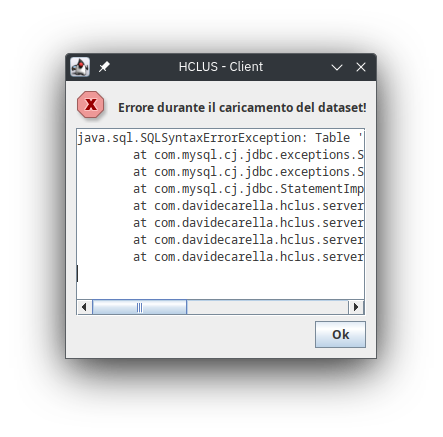 HCLUS - Client
Errore durante il caricamento del dataset!
java.sql.SQLSyntaxErrorException: Table '
at com.mysql.cj.jdbc.exceptions.S
at com.mysql.cj.jdbc.exceptions.S
at com.mysql.cj.jdbc.StatementImp
at com.davidecarella.hclus.server
at com.davidecarella.hclus.server
at com.davidecarella.hclus.server
at com.davidecarella.hclus.server
Ok